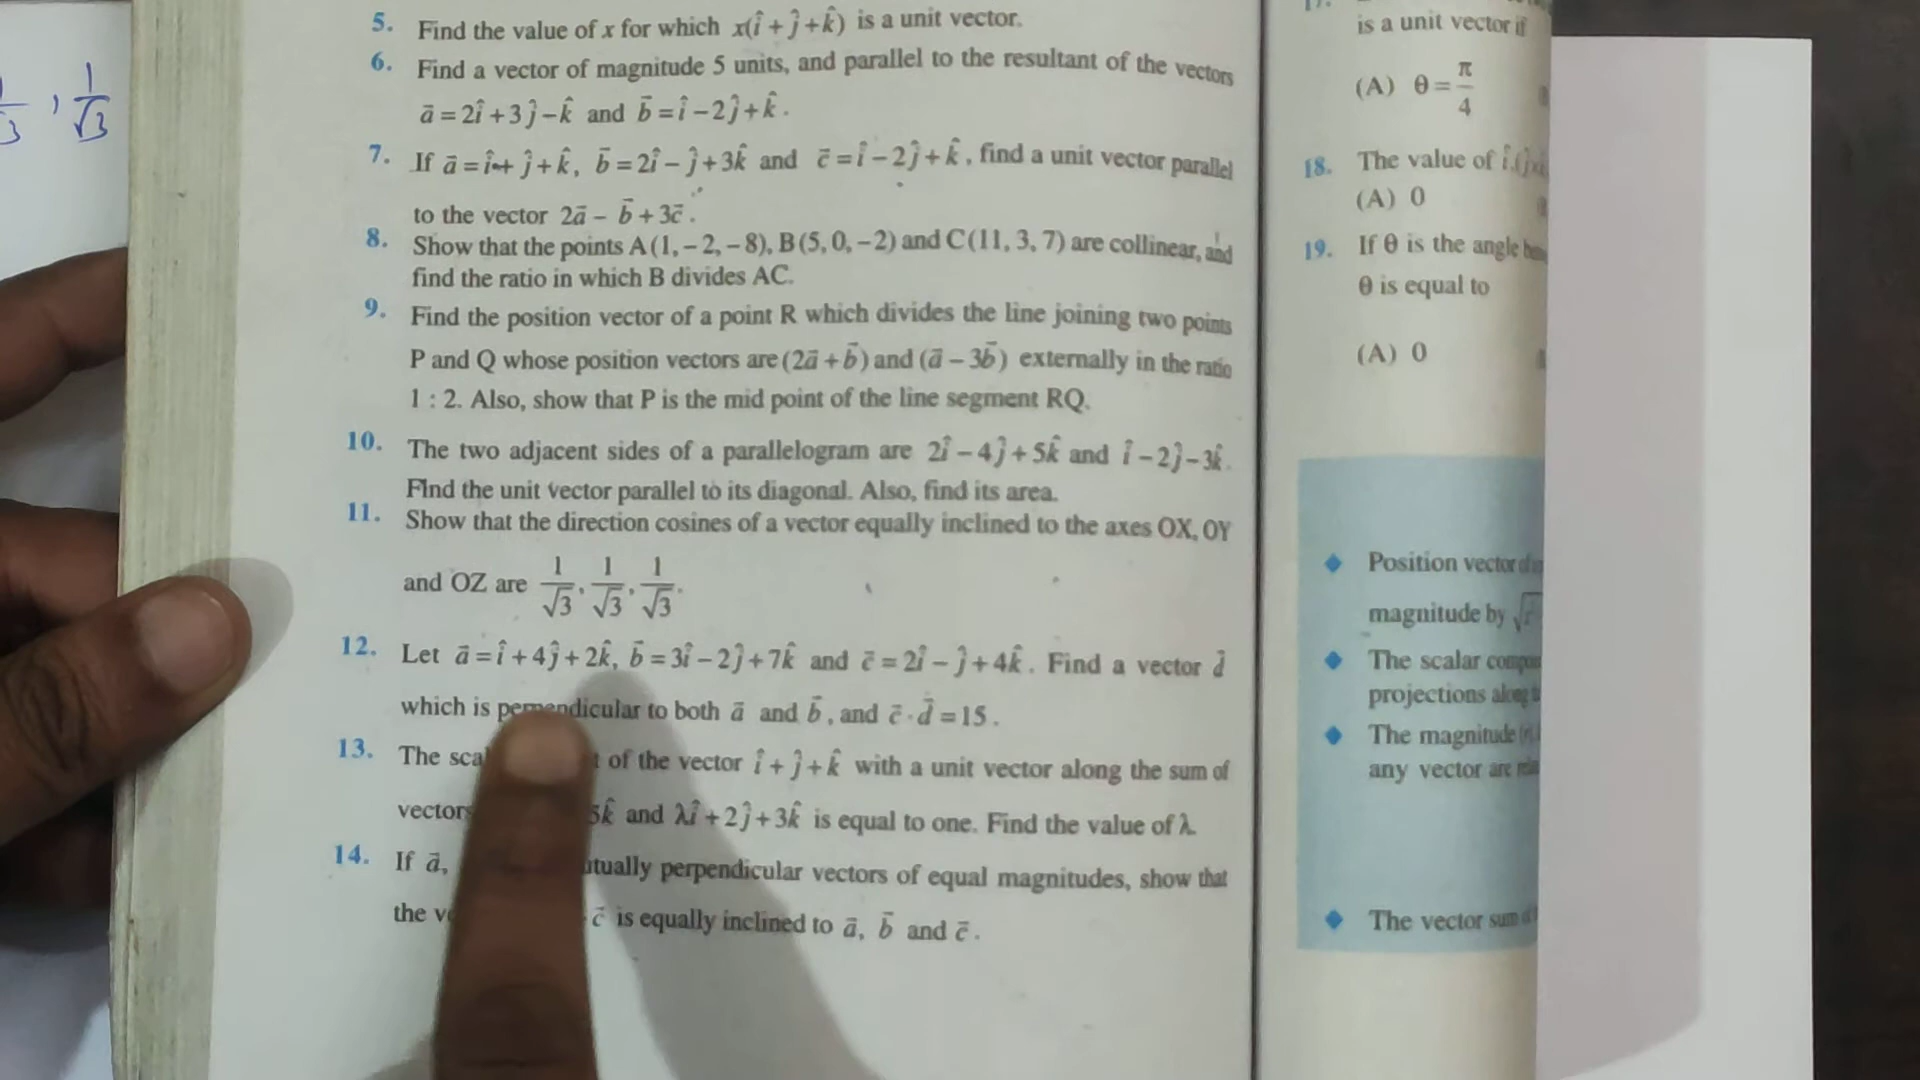 5. Find the value of x for which x(î + ĵ + k̂) is a unit vector.
6. Find a vector of magnitude 5 units, and parallel to the resultant of the vectors
a⃗ = 2î + 3ĵ – k̂ and b⃗ = î – 2ĵ + k̂.
7. If a⃗ = î + ĵ + k̂, b⃗ = 2î – ĵ + 3k̂ and c⃗ = î – 2ĵ + k̂, find a unit vector parallel
to the vector 2a⃗ – b⃗ + 3c⃗.
8. Show that the points A (1, – 2, – 8), B (5, 0, – 2) and C (11, 3, 7) are collinear, and
find the ratio in which B divides AC.
9. Find the position vector of a point R which divides the line joining two points
P and Q whose position vectors are (2a⃗ + b⃗) and (a⃗ – 3b⃗) externally in the ratio
1 : 2. Also, show that P is the mid point of the line segment RQ.
10. The two adjacent sides of a parallelogram are 2î – 4ĵ + 5k̂ and î – 2ĵ – 3k̂.
Find the unit vector parallel to its diagonal. Also, find its area.
11. Show that the direction cosines of a vector equally inclined to the axes OX, OY
and OZ are 1/√3, 1/√3, 1/√3.
12. Let a⃗ = î + 4ĵ + 2k̂, b⃗ = 3î – 2ĵ + 7k̂ and c⃗ = 2î – ĵ + 4k̂. Find a vector d⃗
which is perpendicular to both a⃗ and b⃗, and c⃗ · d⃗ = 15.
13. The of the vector î + ĵ + k̂ with a unit vector along the sum of
k̂ and λî + 2ĵ + 3k̂ is equal to one. Find the value of λ.
14. If a⃗, perpendicular vectors of equal magnitudes, show that
the c⃗ is equally inclined to a⃗, b⃗ and c⃗.
, 1/√3
is a unit vector if
(A) θ = π/4
18. The value of
(A) 0
19. If θ is the angle
θ is equal to
(A) 0
◆ Position vector
magnitude by
◆ The scalar
projections
◆ The magnitude
any vector are
◆ The vector sum